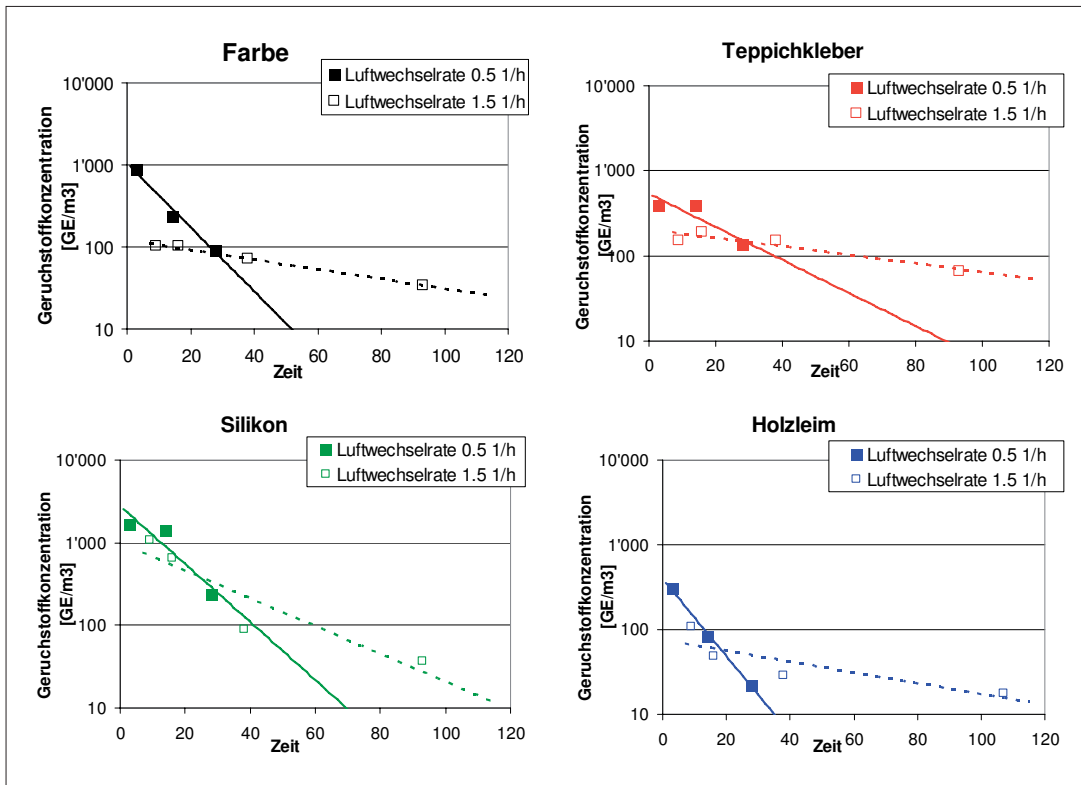 Farbe
Luftwechselrate 0.5 1/h
Luftwechselrate 1.5 1/h
Geruchstoffkonzentration
[GE/m3]
10'000
1'000
100
10
0 20 40 60 80 100 120
Zeit
Teppichkleber
Luftwechselrate 0.5 1/h
Luftwechselrate 1.5 1/h
Geruchstoffkonzentration
[GE/m3]
10'000
1'000
100
10
0 20 40 60 80 100 120
Zeit
Silikon
Luftwechselrate 0.5 1/h
Luftwechselrate 1.5 1/h
Geruchstoffkonzentration
[GE/m3]
10'000
1'000
100
10
0 20 40 60 80 100 120
Zeit
Holzleim
Luftwechselrate 0.5 1/h
Luftwechselrate 1.5 1/h
Geruchstoffkonzentration
[GE/m3]
10'000
1'000
100
10
0 20 40 60 80 100 120
Zeit